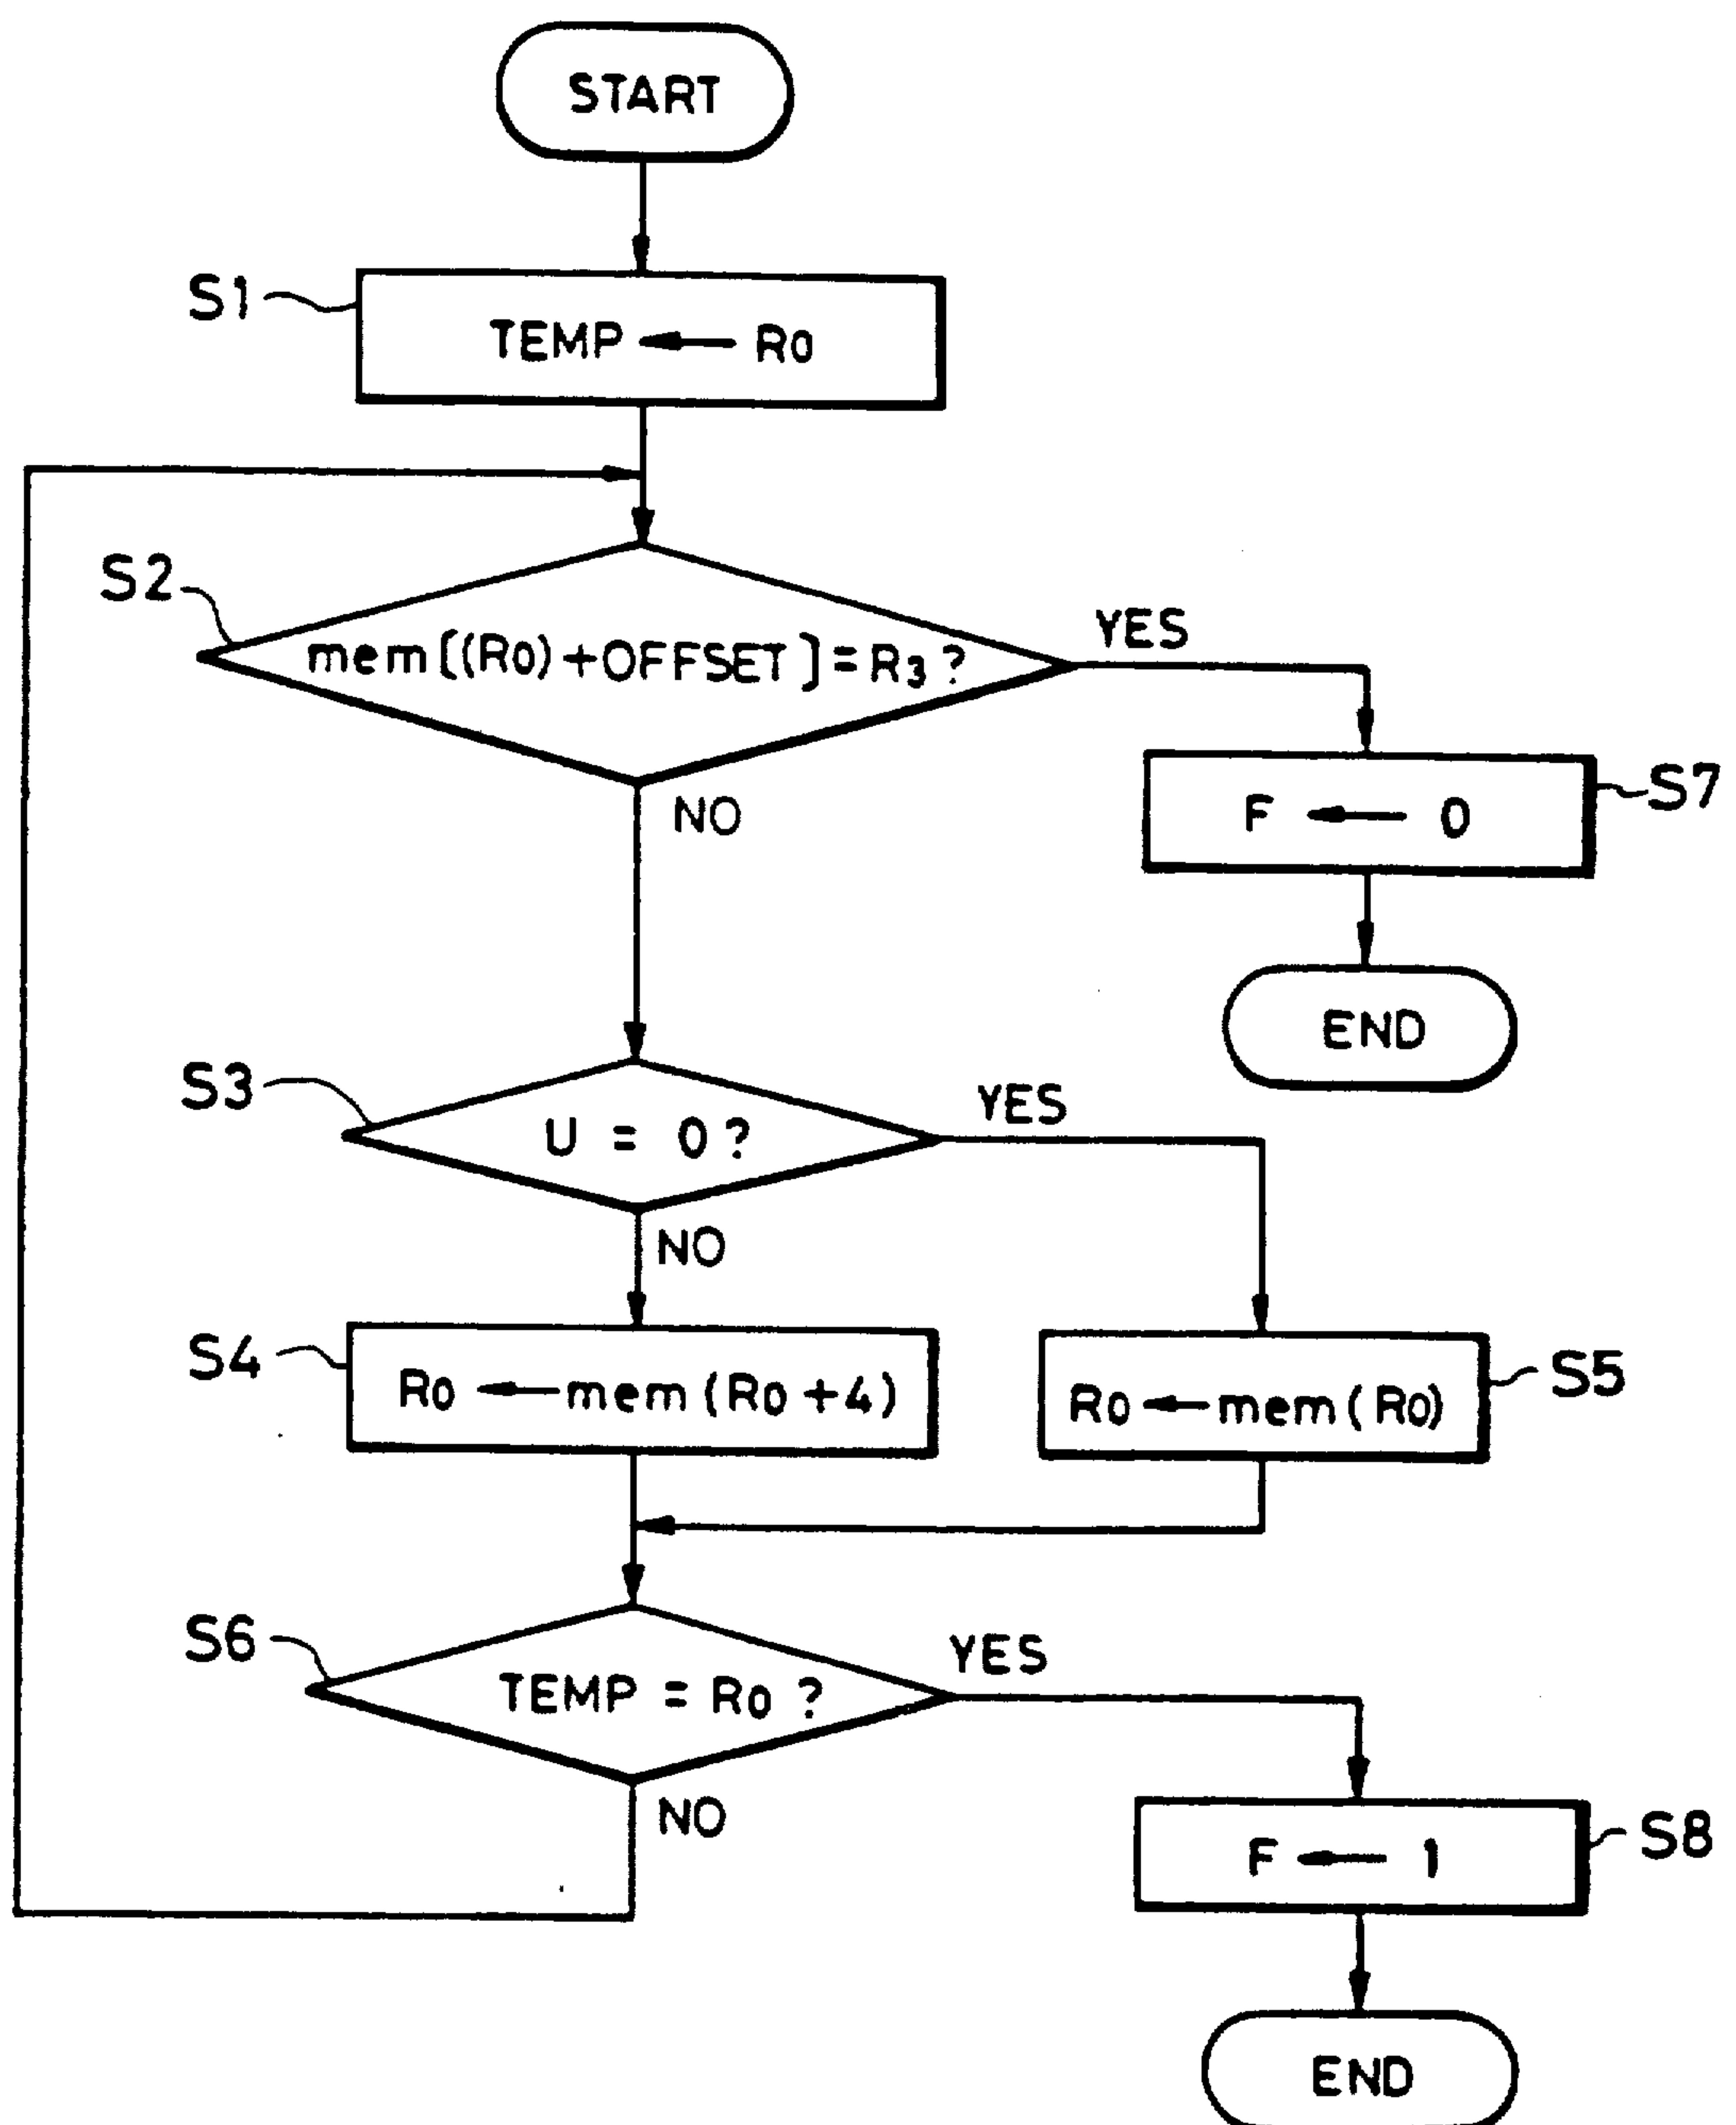 START
S1
TEMP ← R0
S2
mem[(R0)+OFFSET]=R3?
YES
NO
F ← 0
S7
END
S3
U = 0?
YES
NO
S4
R0 ← mem(R0+4)
R0 ← mem(R0)
S5
S6
TEMP = R0 ?
YES
NO
F ← 1
S8
END